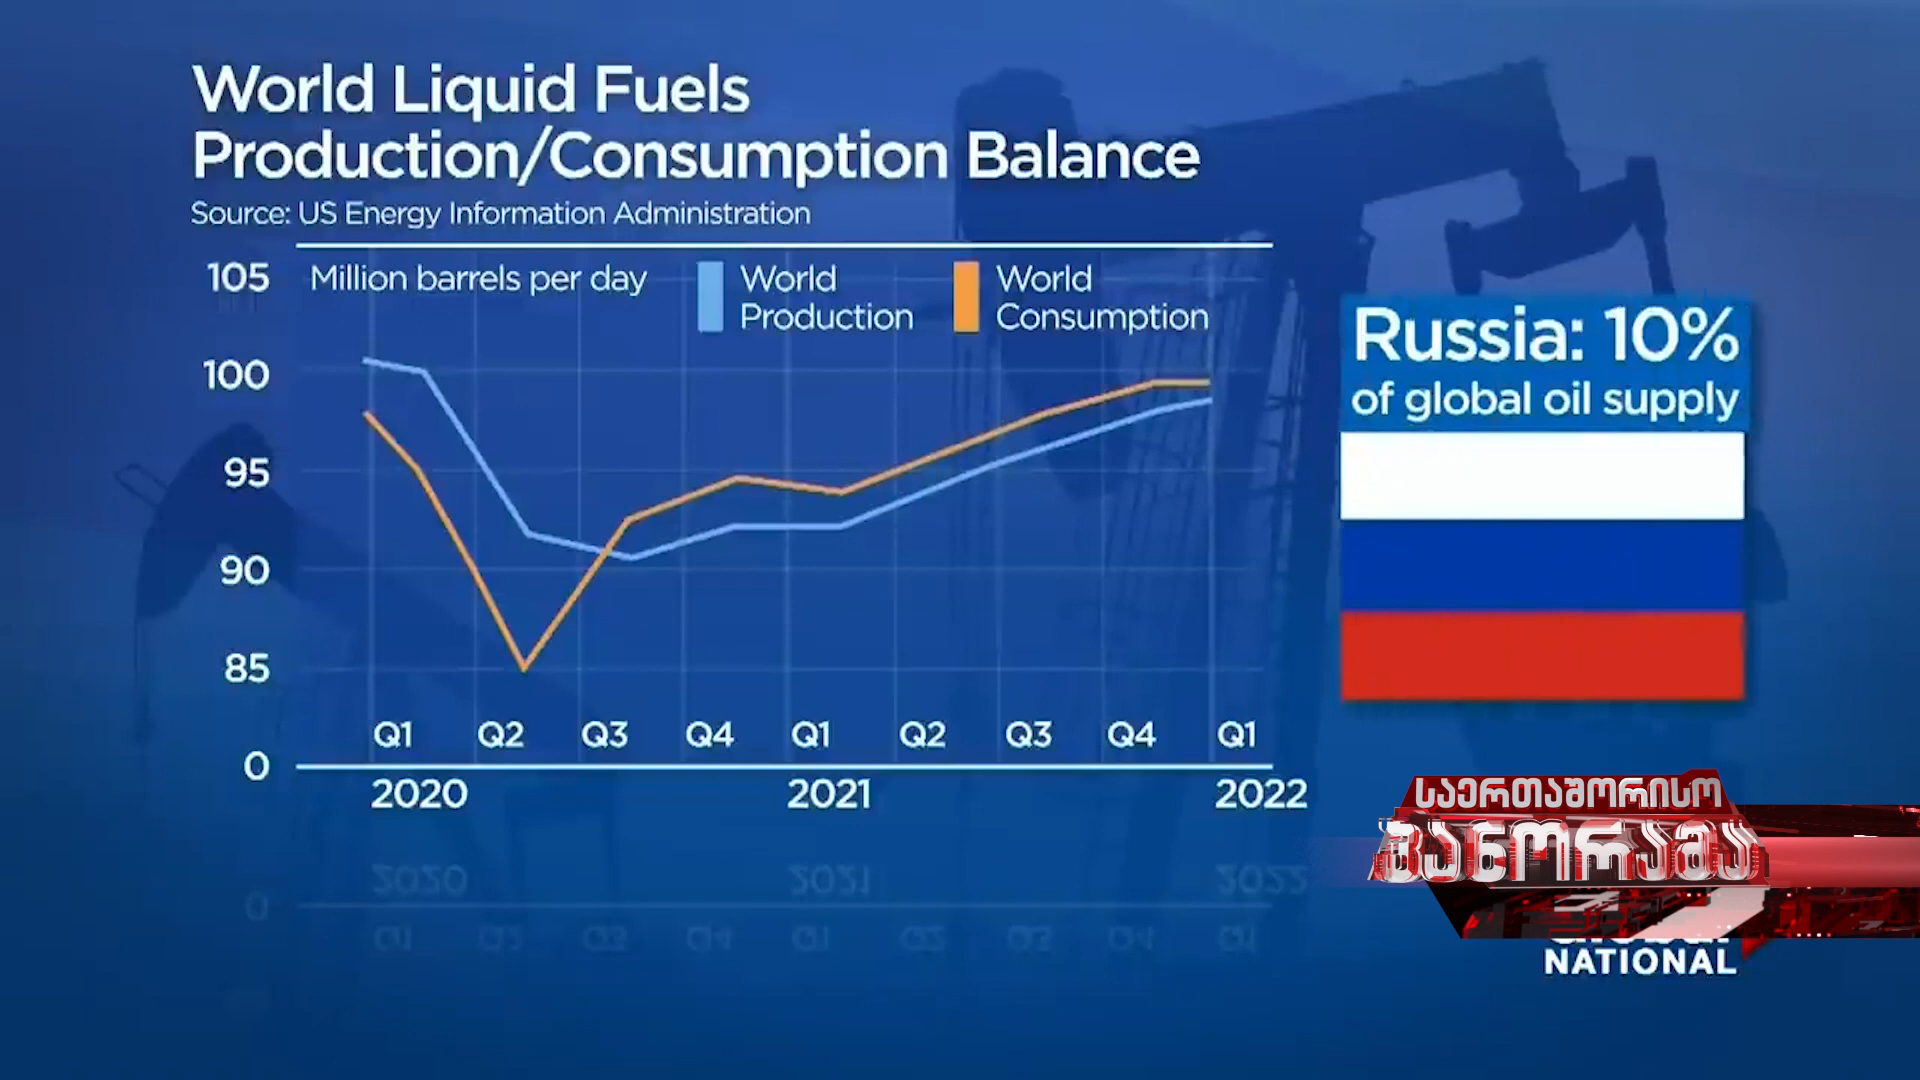 World Liquid Fuels
Production/Consumption Balance
Source: US Energy Information Administration
Million barrels per day
World
Production
World
Consumption
105
100
95
90
85
0
Q1 Q2 Q3 Q4 Q1 Q2 Q3 Q4 Q1
2020 2021 2022
Russia: 10%
of global oil supply
საერთაშორისო
პანორამა
NATIONAL